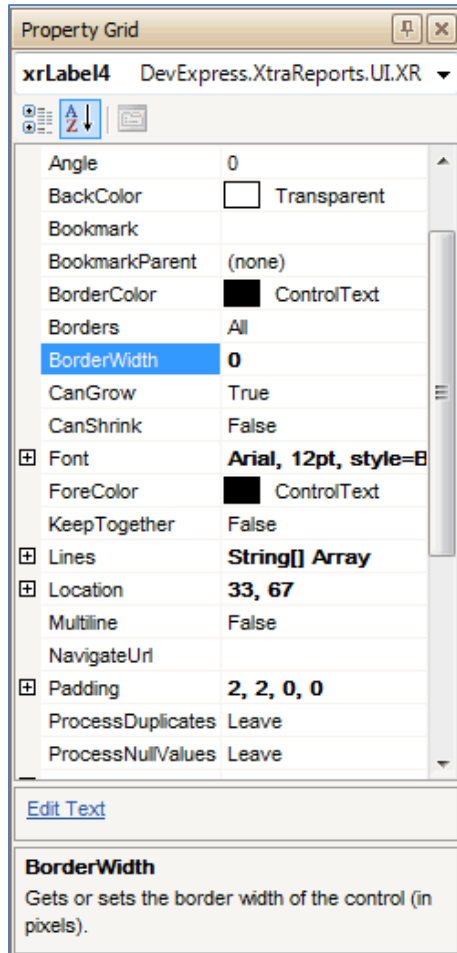 Property Grid
xrLabel4 DevExpress.XtraReports.UI.XR
A
Z
Angle 0
BackColor Transparent
Bookmark
BookmarkParent (none)
BorderColor ControlText
Borders All
BorderWidth 0
CanGrow True
CanShrink False
Font Arial, 12pt, style=B
ForeColor ControlText
KeepTogether False
Lines String[] Array
Location 33, 67
Multiline False
NavigateUrl
Padding 2, 2, 0, 0
ProcessDuplicates Leave
ProcessNullValues Leave
Edit Text
BorderWidth
Gets or sets the border width of the control (in
pixels).